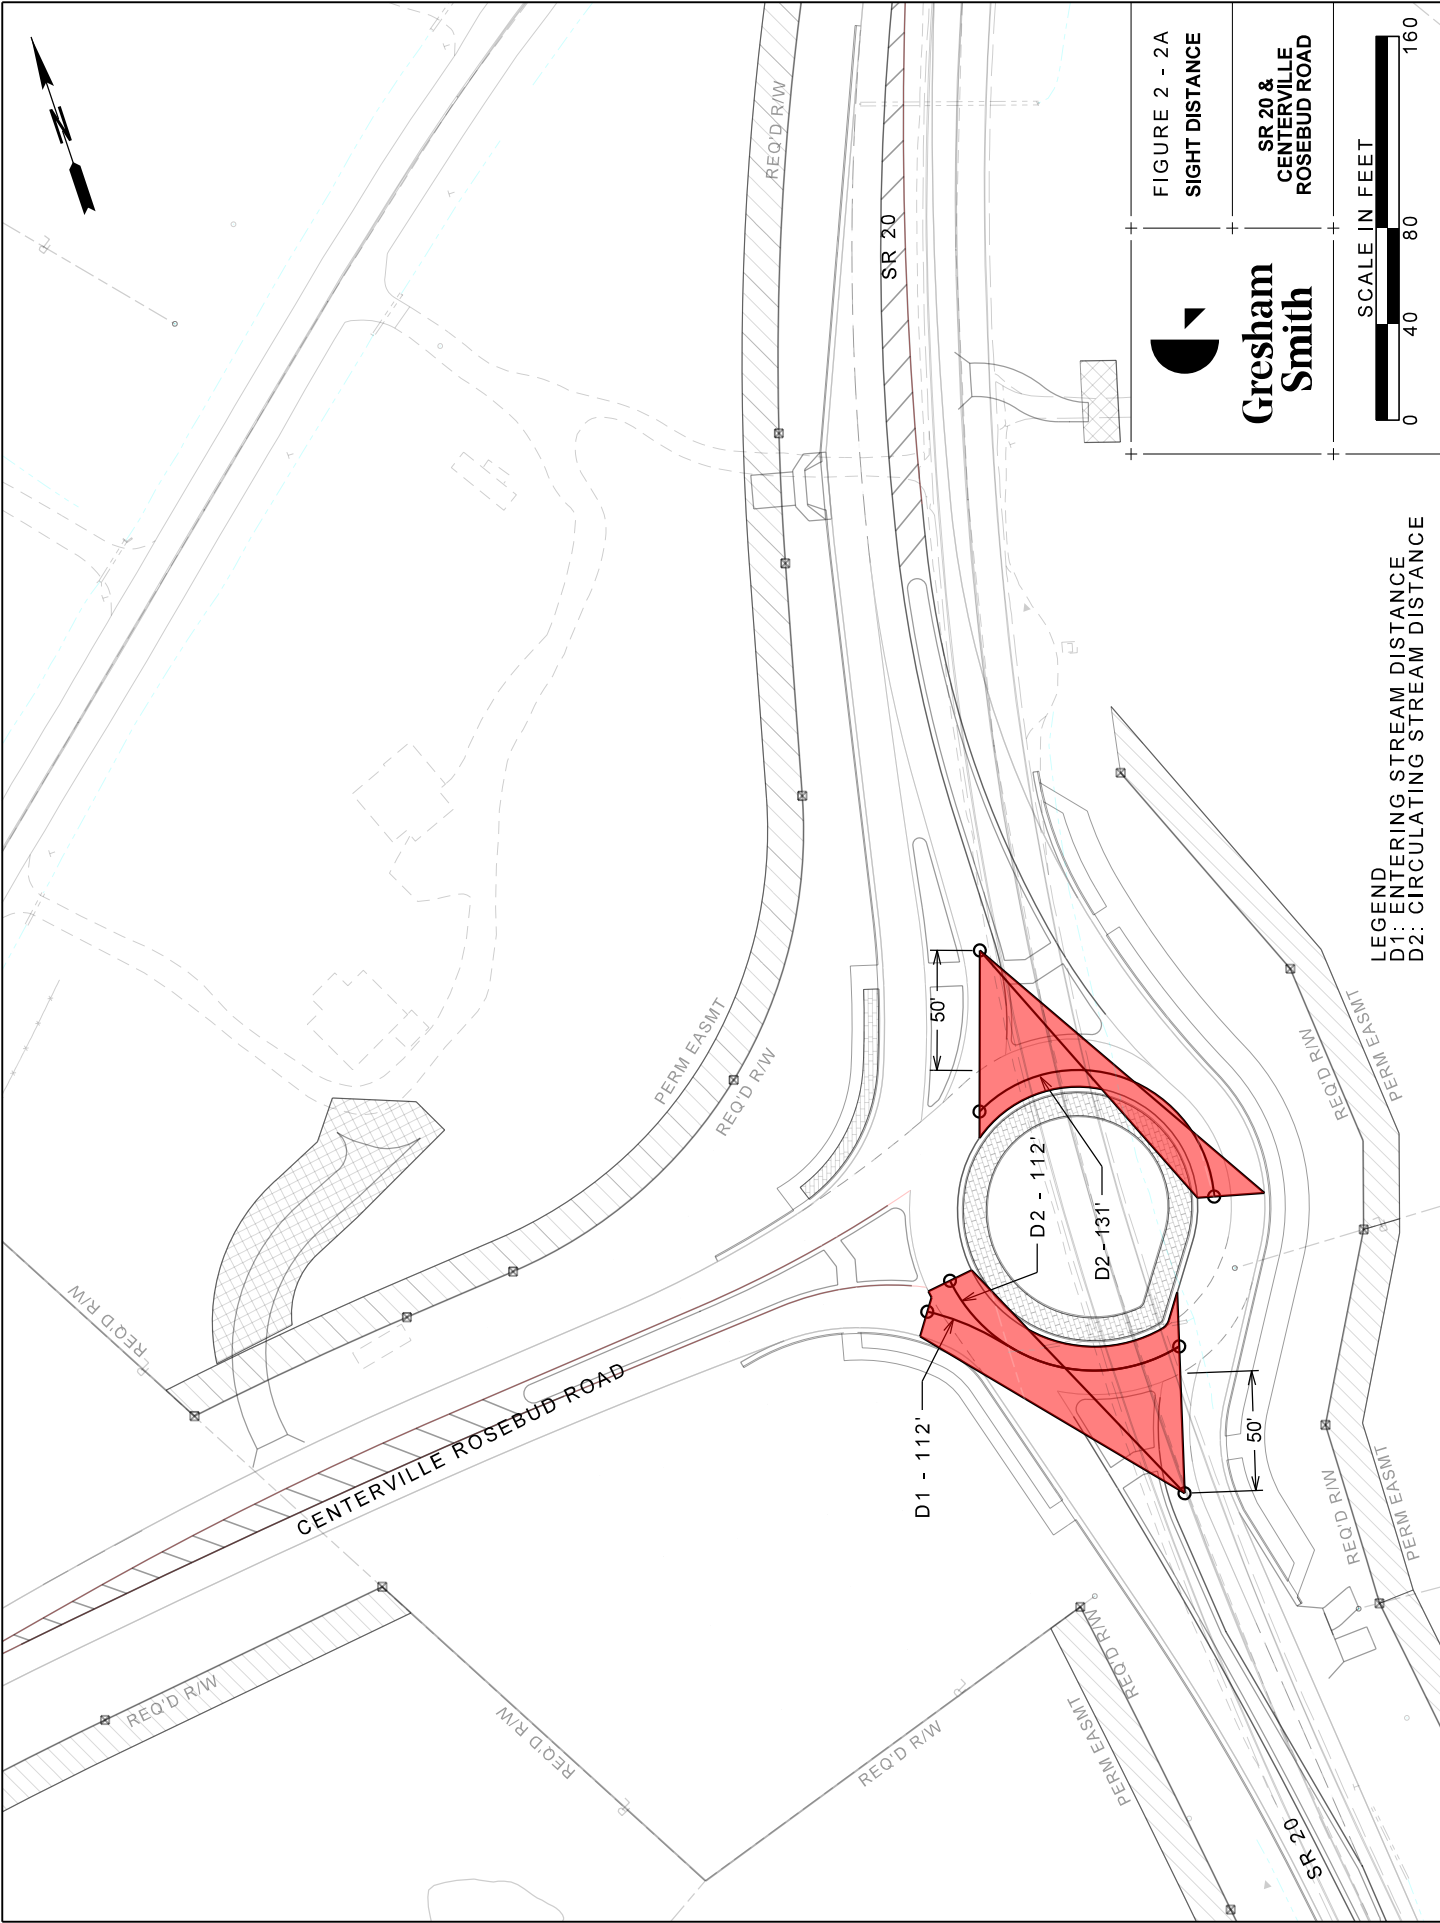 N
REQ'D R/W
SR 20
FIGURE 2 - 2A
SIGHT DISTANCE
SR 20 &
CENTERVILLE
ROSEBUD ROAD
Gresham
Smith
SCALE IN FEET
0 40 80 160
LEGEND
D1: ENTERING STREAM DISTANCE
D2: CIRCULATING STREAM DISTANCE
PERM EASMT
REQ'D R/W
50'
D2 - 112'
D2 - 131'
D1 - 112'
50'
REQ'D R/W
PERM EASMT
REQ'D R/W
REQ'D R/W
CENTERVILLE ROSEBUD ROAD
REQ'D R/W
PERM EASMT
REQ'D R/W
REQ'D R/W
REQ'D R/W
REQ'D R/W
REQ'D R/W
PERM EASMT
REQ'D R/W
SR 20